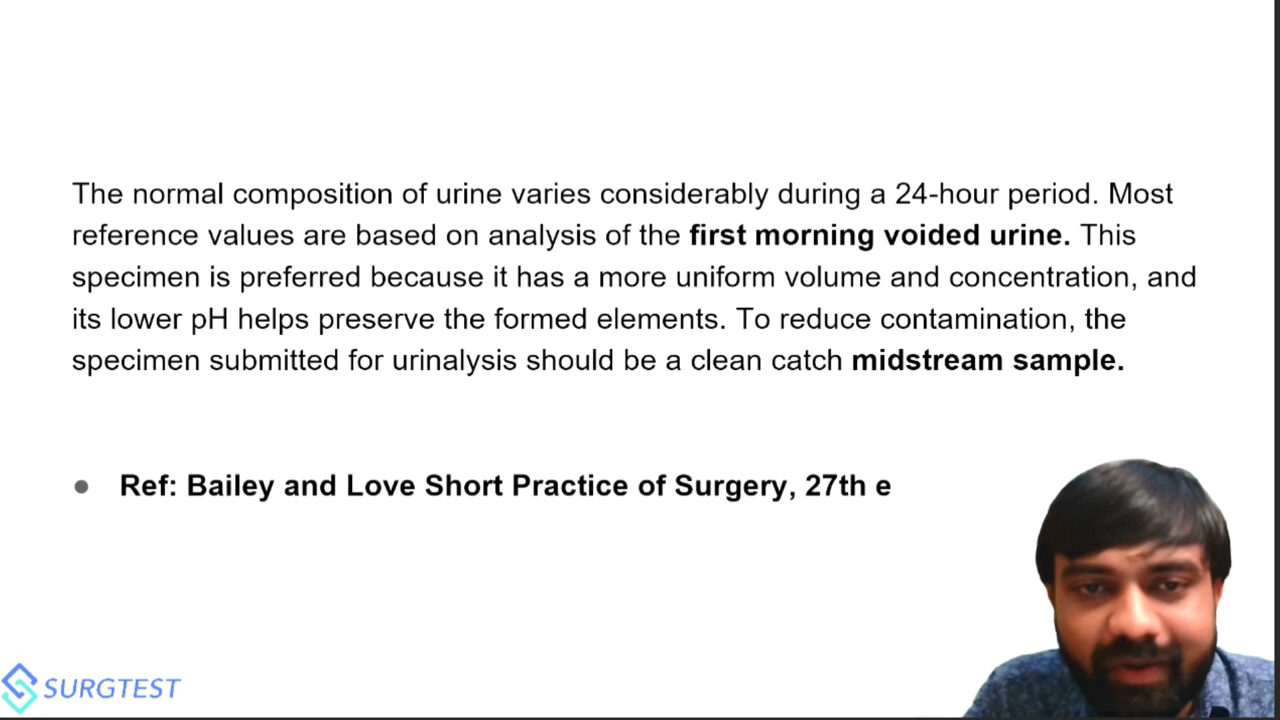 The normal composition of urine varies considerably during a 24-hour period. Most
reference values are based on analysis of the first morning voided urine. This
specimen is preferred because it has a more uniform volume and concentration, and
its lower pH helps preserve the formed elements. To reduce contamination, the
specimen submitted for urinalysis should be a clean catch midstream sample.
● Ref: Bailey and Love Short Practice of Surgery, 27th e
SURGTEST